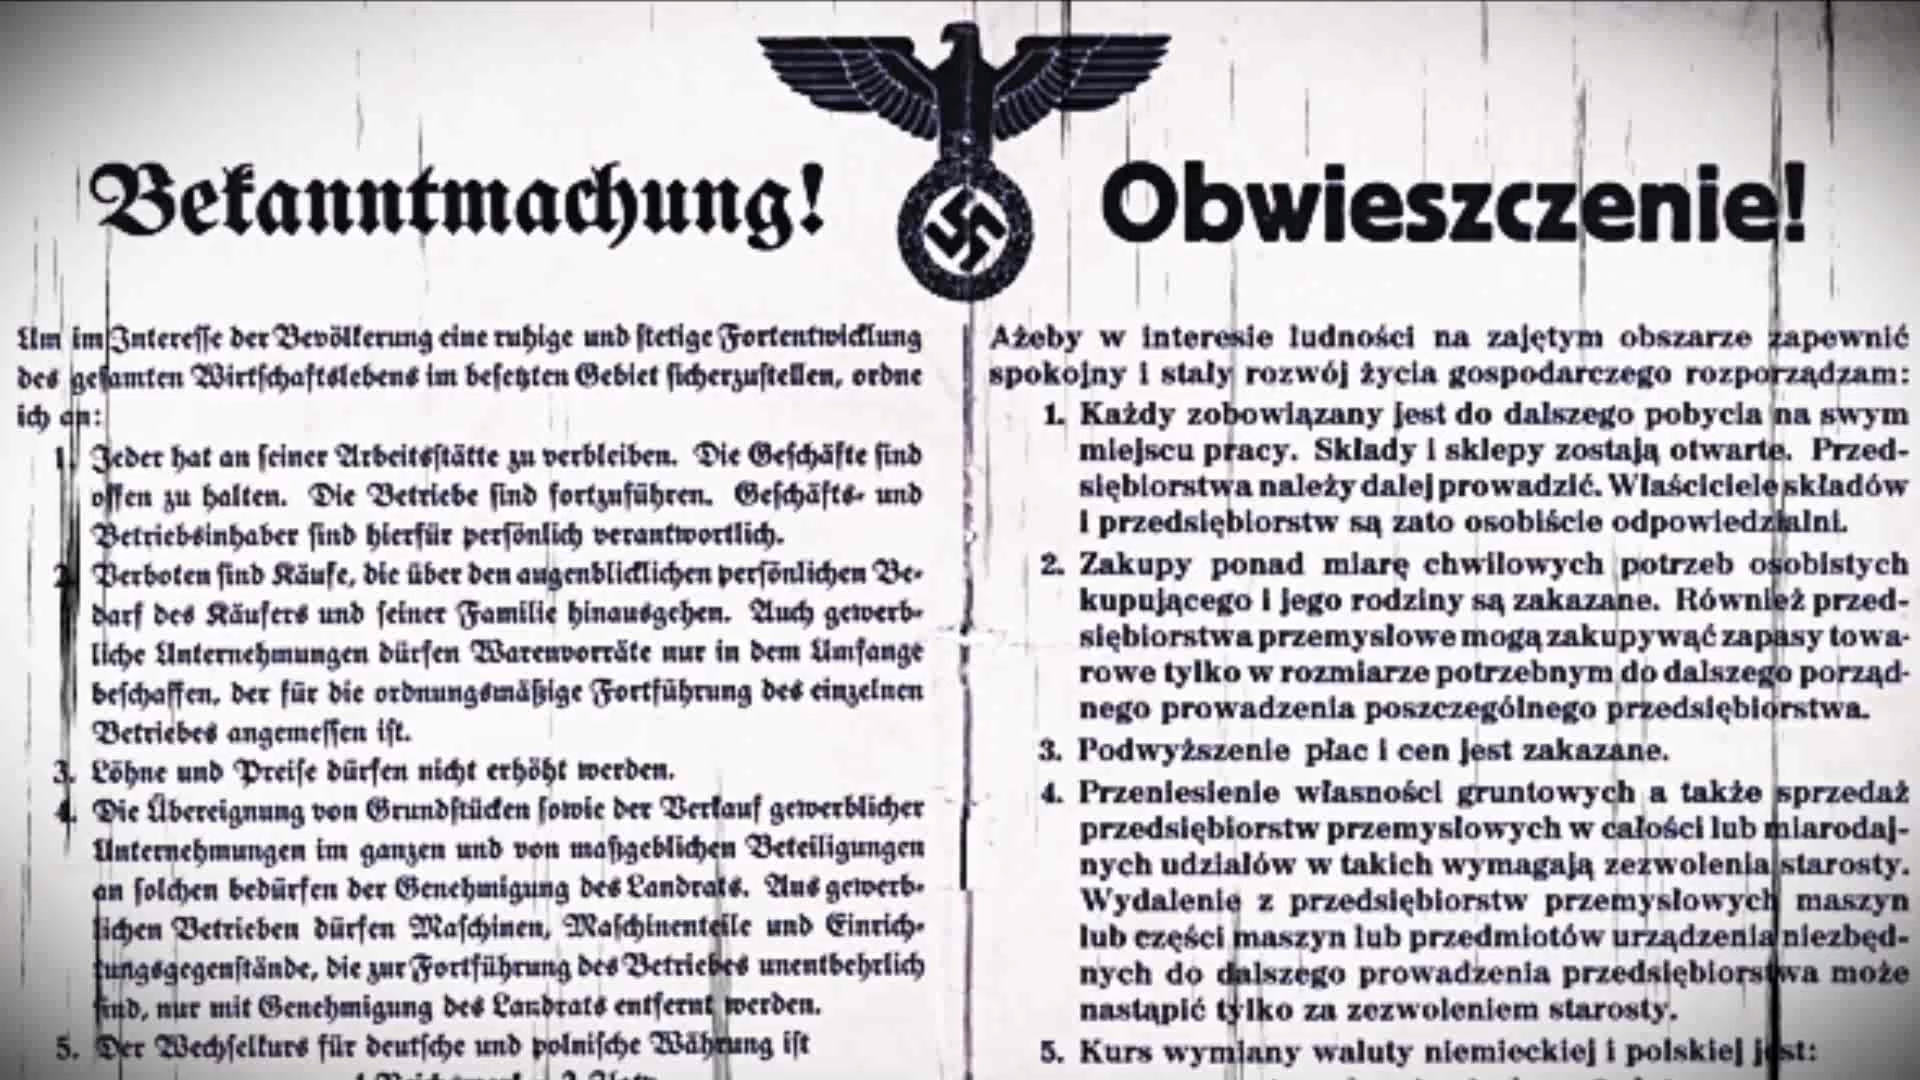 Bekanntmachung!
Um im Interesse der Bevölkerung eine ruhige und stetige Fortentwicklung
des gesamten Wirtschaftslebens im besetzten Gebiet sicherzustellen, ordne
ich an:
1. Jeder hat an seiner Arbeitsstätte zu verbleiben. Die Geschäfte sind
offen zu halten. Die Betriebe sind fortzuführen. Geschäfts- und
Betriebsinhaber sind hierfür persönlich verantwortlich.
2. Verboten sind Käufe, die über den augenblicklichen persönlichen Be-
darf des Käufers und seiner Familie hinausgehen. Auch gewerb-
liche Unternehmungen dürfen Warenvorräte nur in dem Umfange
beschaffen, der für die ordnungsmäßige Fortführung des einzelnen
Betriebes angemessen ist.
3. Löhne und Preise dürfen nicht erhöht werden.
4. Die Übereignung von Grundstücken sowie der Verkauf gewerblicher
Unternehmungen im ganzen und von maßgeblichen Beteiligungen
an solchen bedürfen der Genehmigung des Landrats. Aus gewerb-
lichen Betrieben dürfen Maschinen, Maschinenteile und Einrich-
tungsgegenstände, die zur Fortführung des Betriebes unentbehrlich
sind, nur mit Genehmigung des Landrats entfernt werden.
5. Der Wechselkurs für deutsche und polnische Währung ist
Obwieszczenie!
Ażeby w interesie ludności na zajętym obszarze zapewnić
spokojny i stały rozwój życia gospodarczego rozporządzam:
1. Każdy zobowiązany jest do dalszego pobycia na swym
miejscu pracy. Składy i sklepy zostają otwarte. Przed-
siębiorstwa należy dalej prowadzić. Właściciele składów
i przedsiębiorstw są zato osobiście odpowiedzialni.
2. Zakupy ponad miarę chwilowych potrzeb osobistych
kupującego i jego rodziny są zakazane. Również przed-
siębiorstwa przemysłowe mogą zakupywać zapasy towa-
rowe tylko w rozmiarze potrzebnym do dalszego porząd-
nego prowadzenia poszczególnego przedsiębiorstwa.
3. Podwyższenie płac i cen jest zakazane.
4. Przeniesienie własności gruntowych a także sprzedaż
przedsiębiorstw przemysłowych w całości lub miarodaj-
nych udziałów w takich wymagają zezwolenia starosty.
Wydalenie z przedsiębiorstw przemysłowych maszyn
lub części maszyn lub przedmiotów urządzenia niezbęd-
nych do dalszego prowadzenia przedsiębiorstwa może
nastąpić tylko za zezwoleniem starosty.
5. Kurs wymiany waluty niemieckiej i polskiej jest: